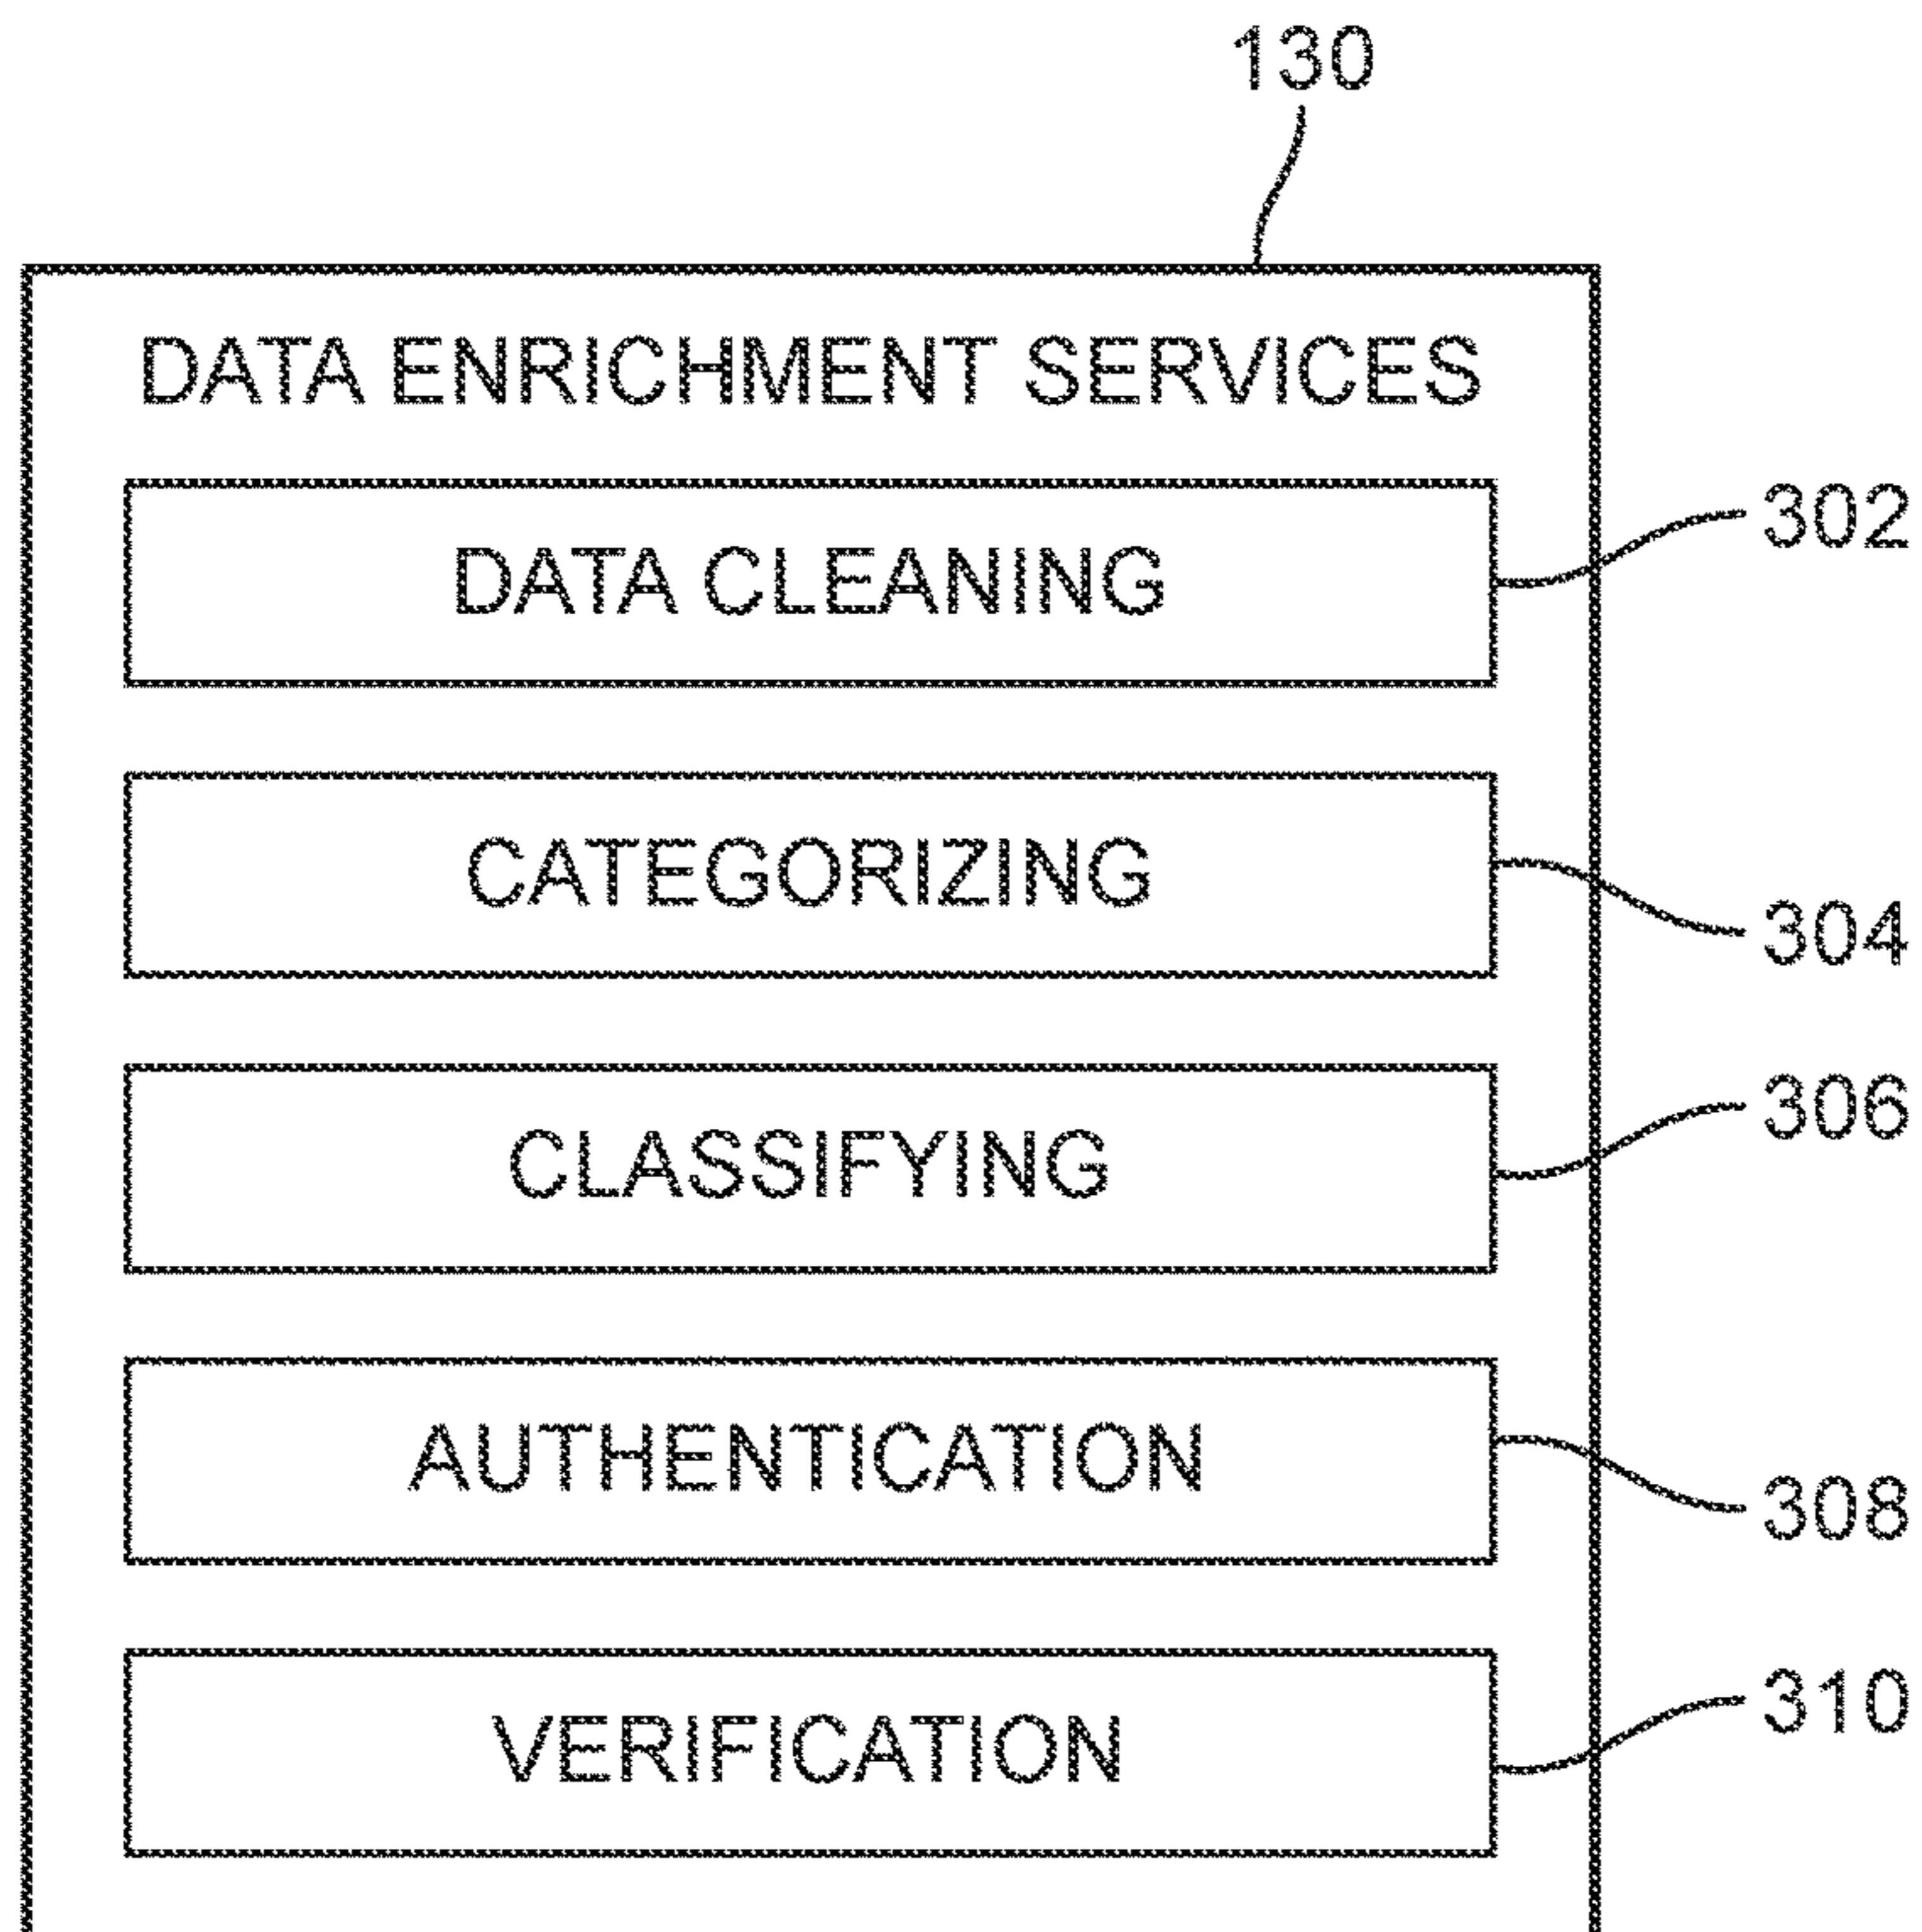 130
DATA ENRICHMENT SERVICES
DATA CLEANING
302
CATEGORIZING
304
CLASSIFYING
306
AUTHENTICATION
308
VERIFICATION
310